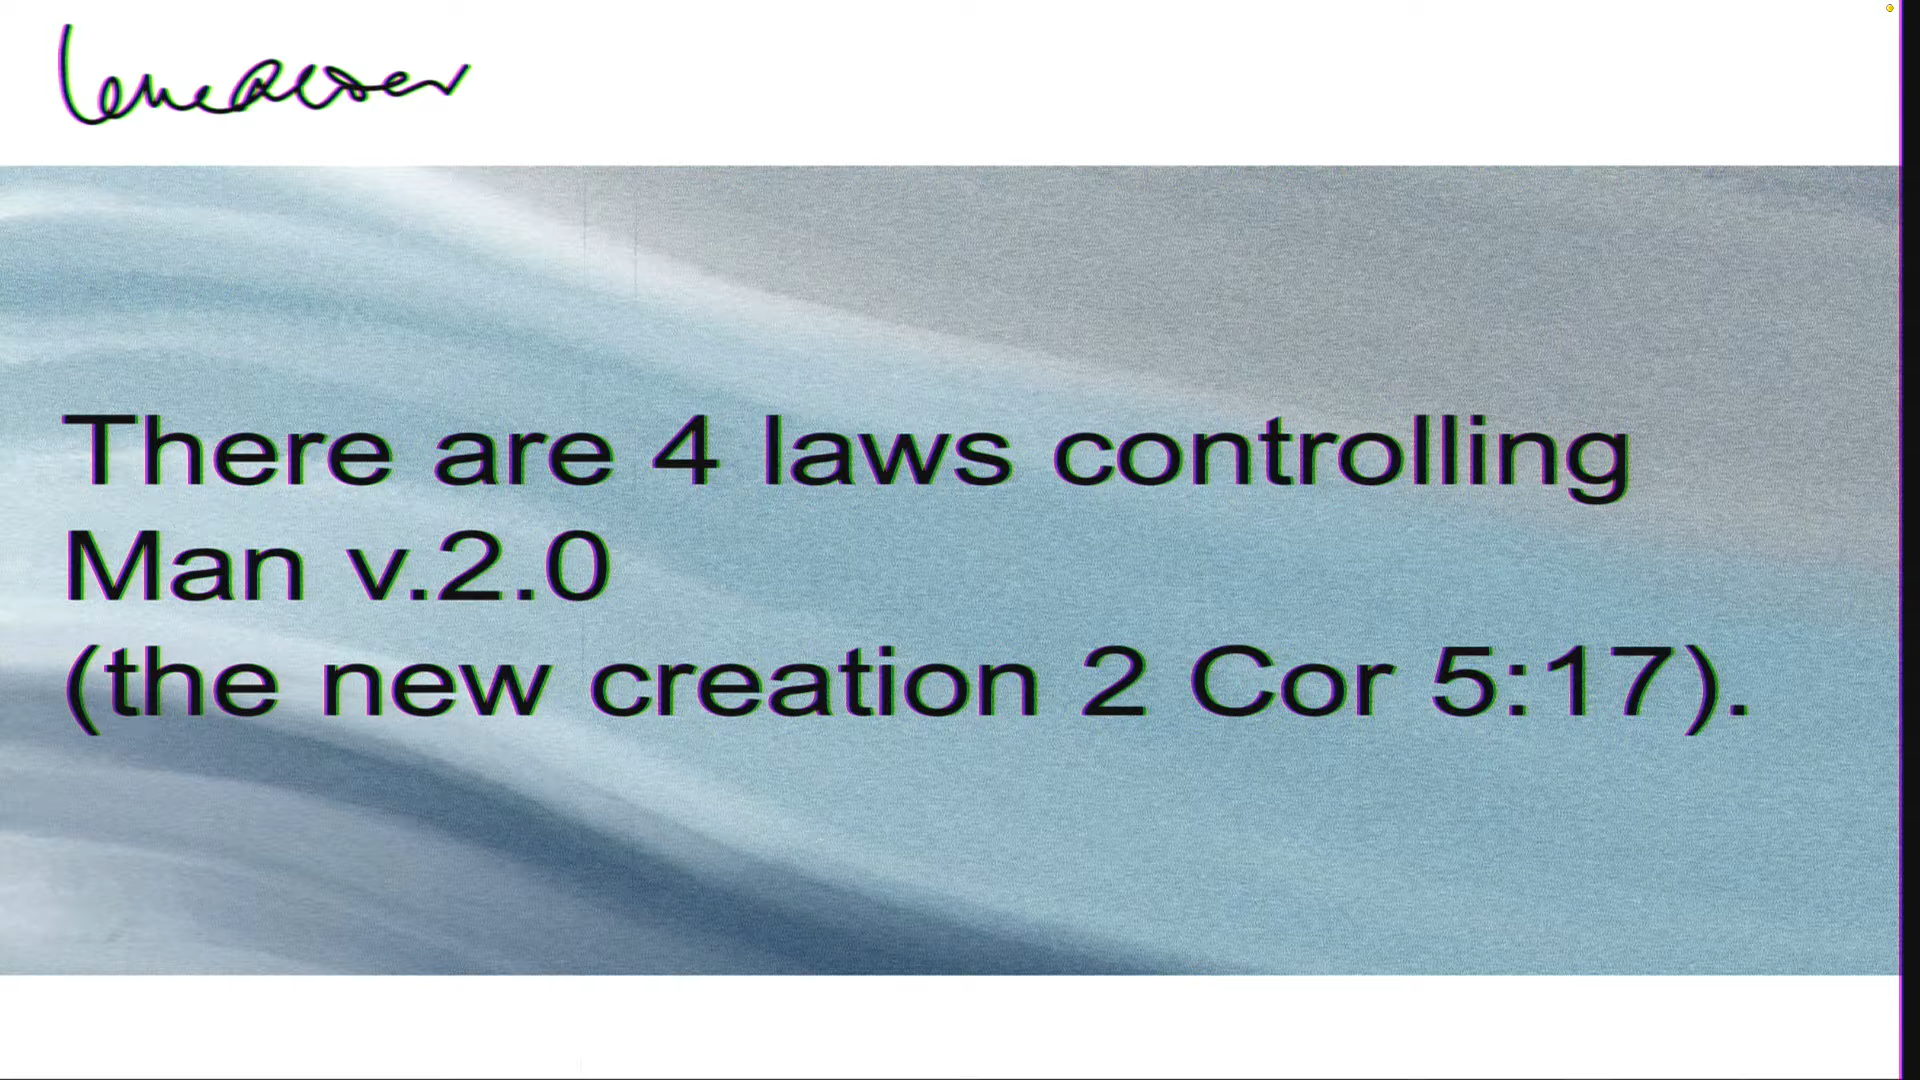 There are 4 laws controlling
Man v.2.0
(the new creation 2 Cor 5:17).